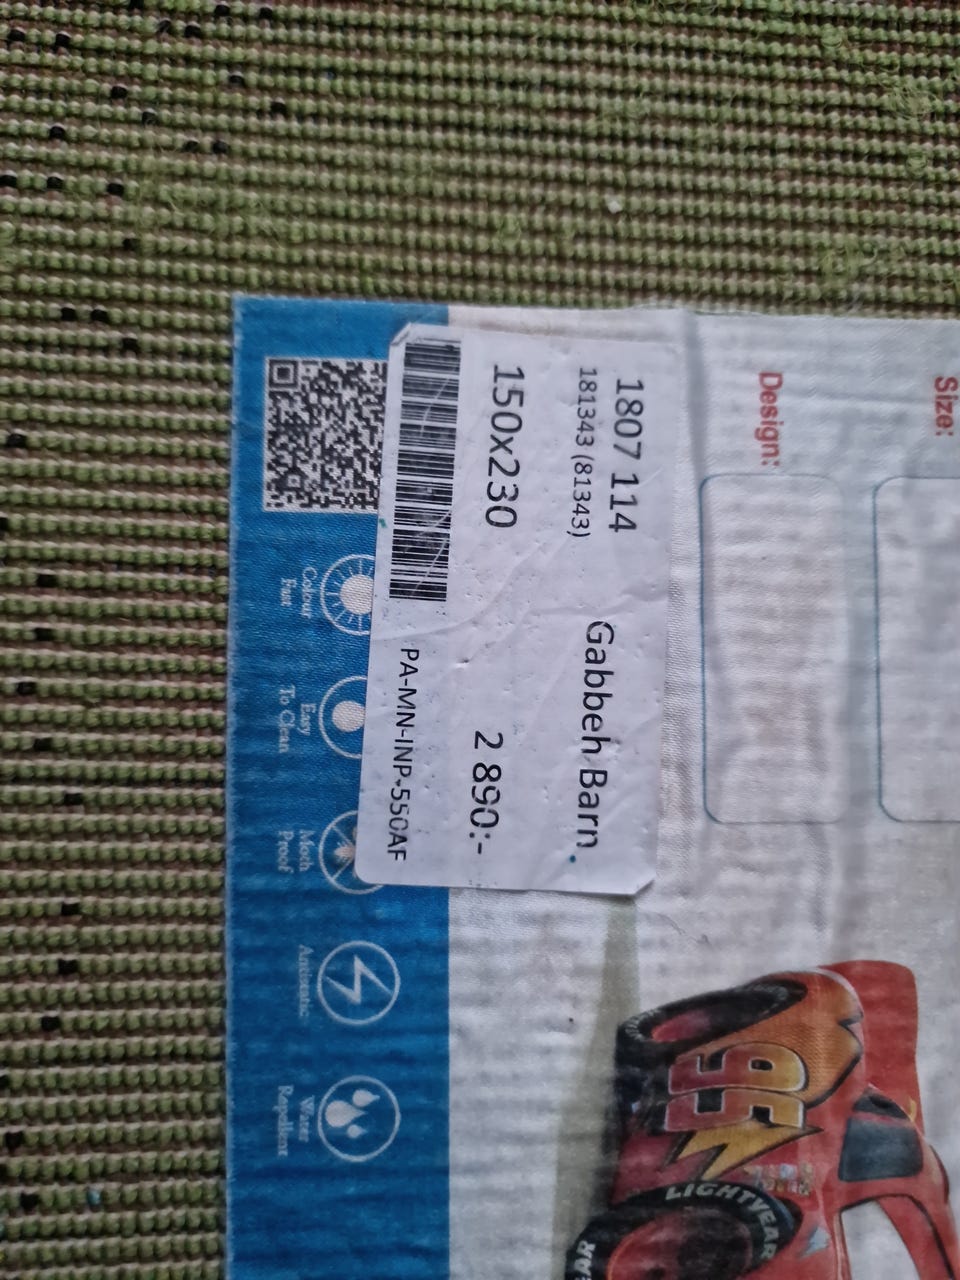 Size:
Design:
1807 114 Gabbeh Barn.
181343 (81343)
150x230 2 890:-
PA-MN-INP-550AF
Colour Fast
Easy To Clean
Moth Proof
Antistatic
Water Repellent
95
LIGHTYEAR